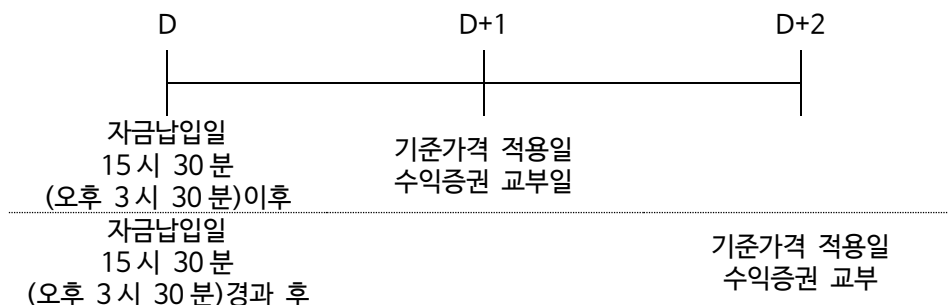 D D+1 D+2
자금납입일
15시 30분
(오후 3시 30분)이후
기준가격 적용일
수익증권 교부일
자금납입일
15시 30분
(오후 3시 30분)경과 후
기준가격 적용일
수익증권 교부